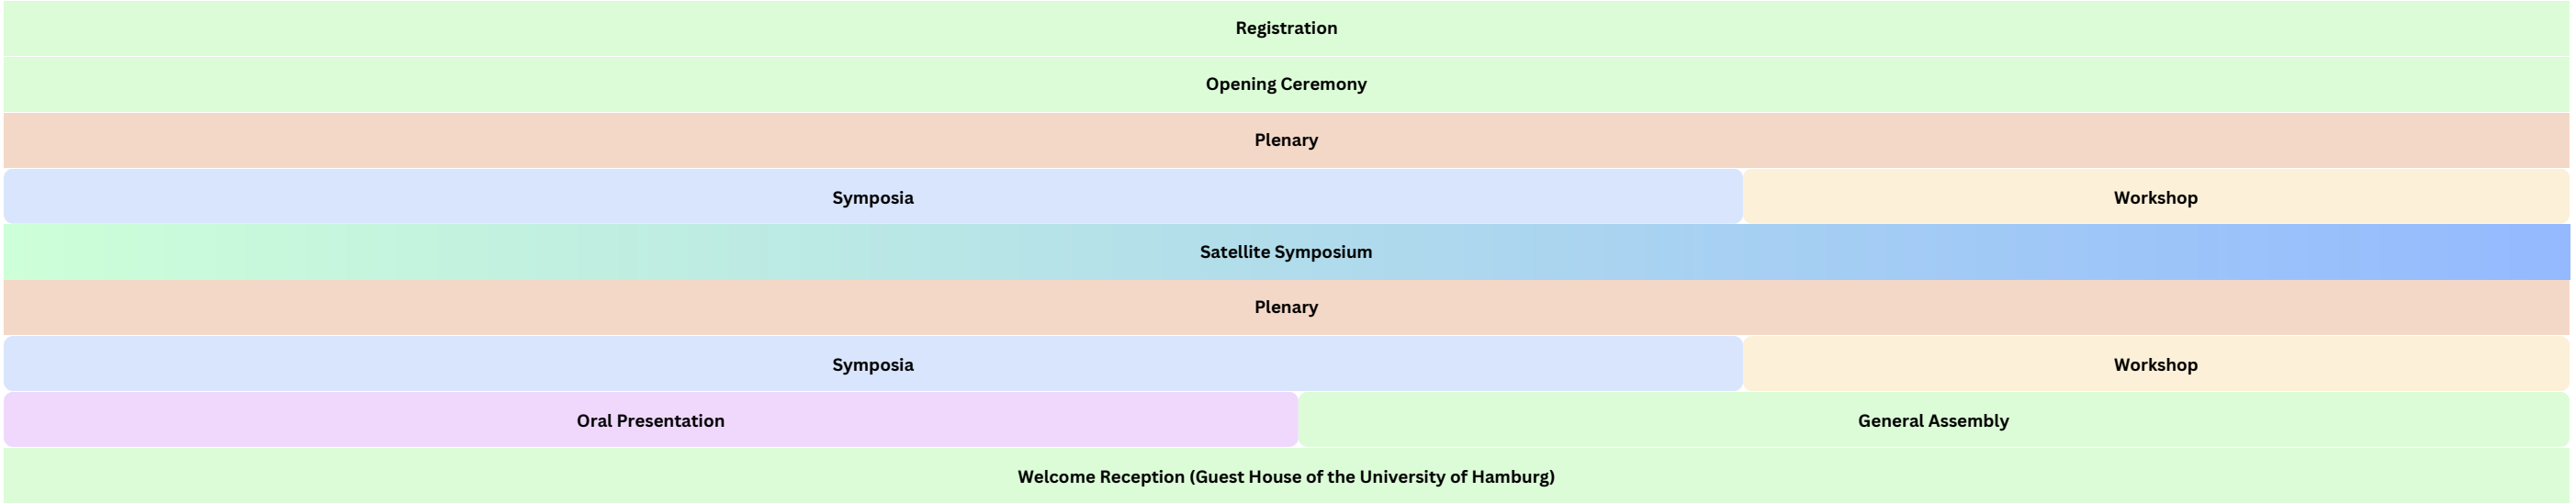 Registration
Opening Ceremony
Plenary
Symposia
Workshop
Satellite Symposium
Plenary
Symposia
Workshop
Oral Presentation
General Assembly
Welcome Reception (Guest House of the University of Hamburg)